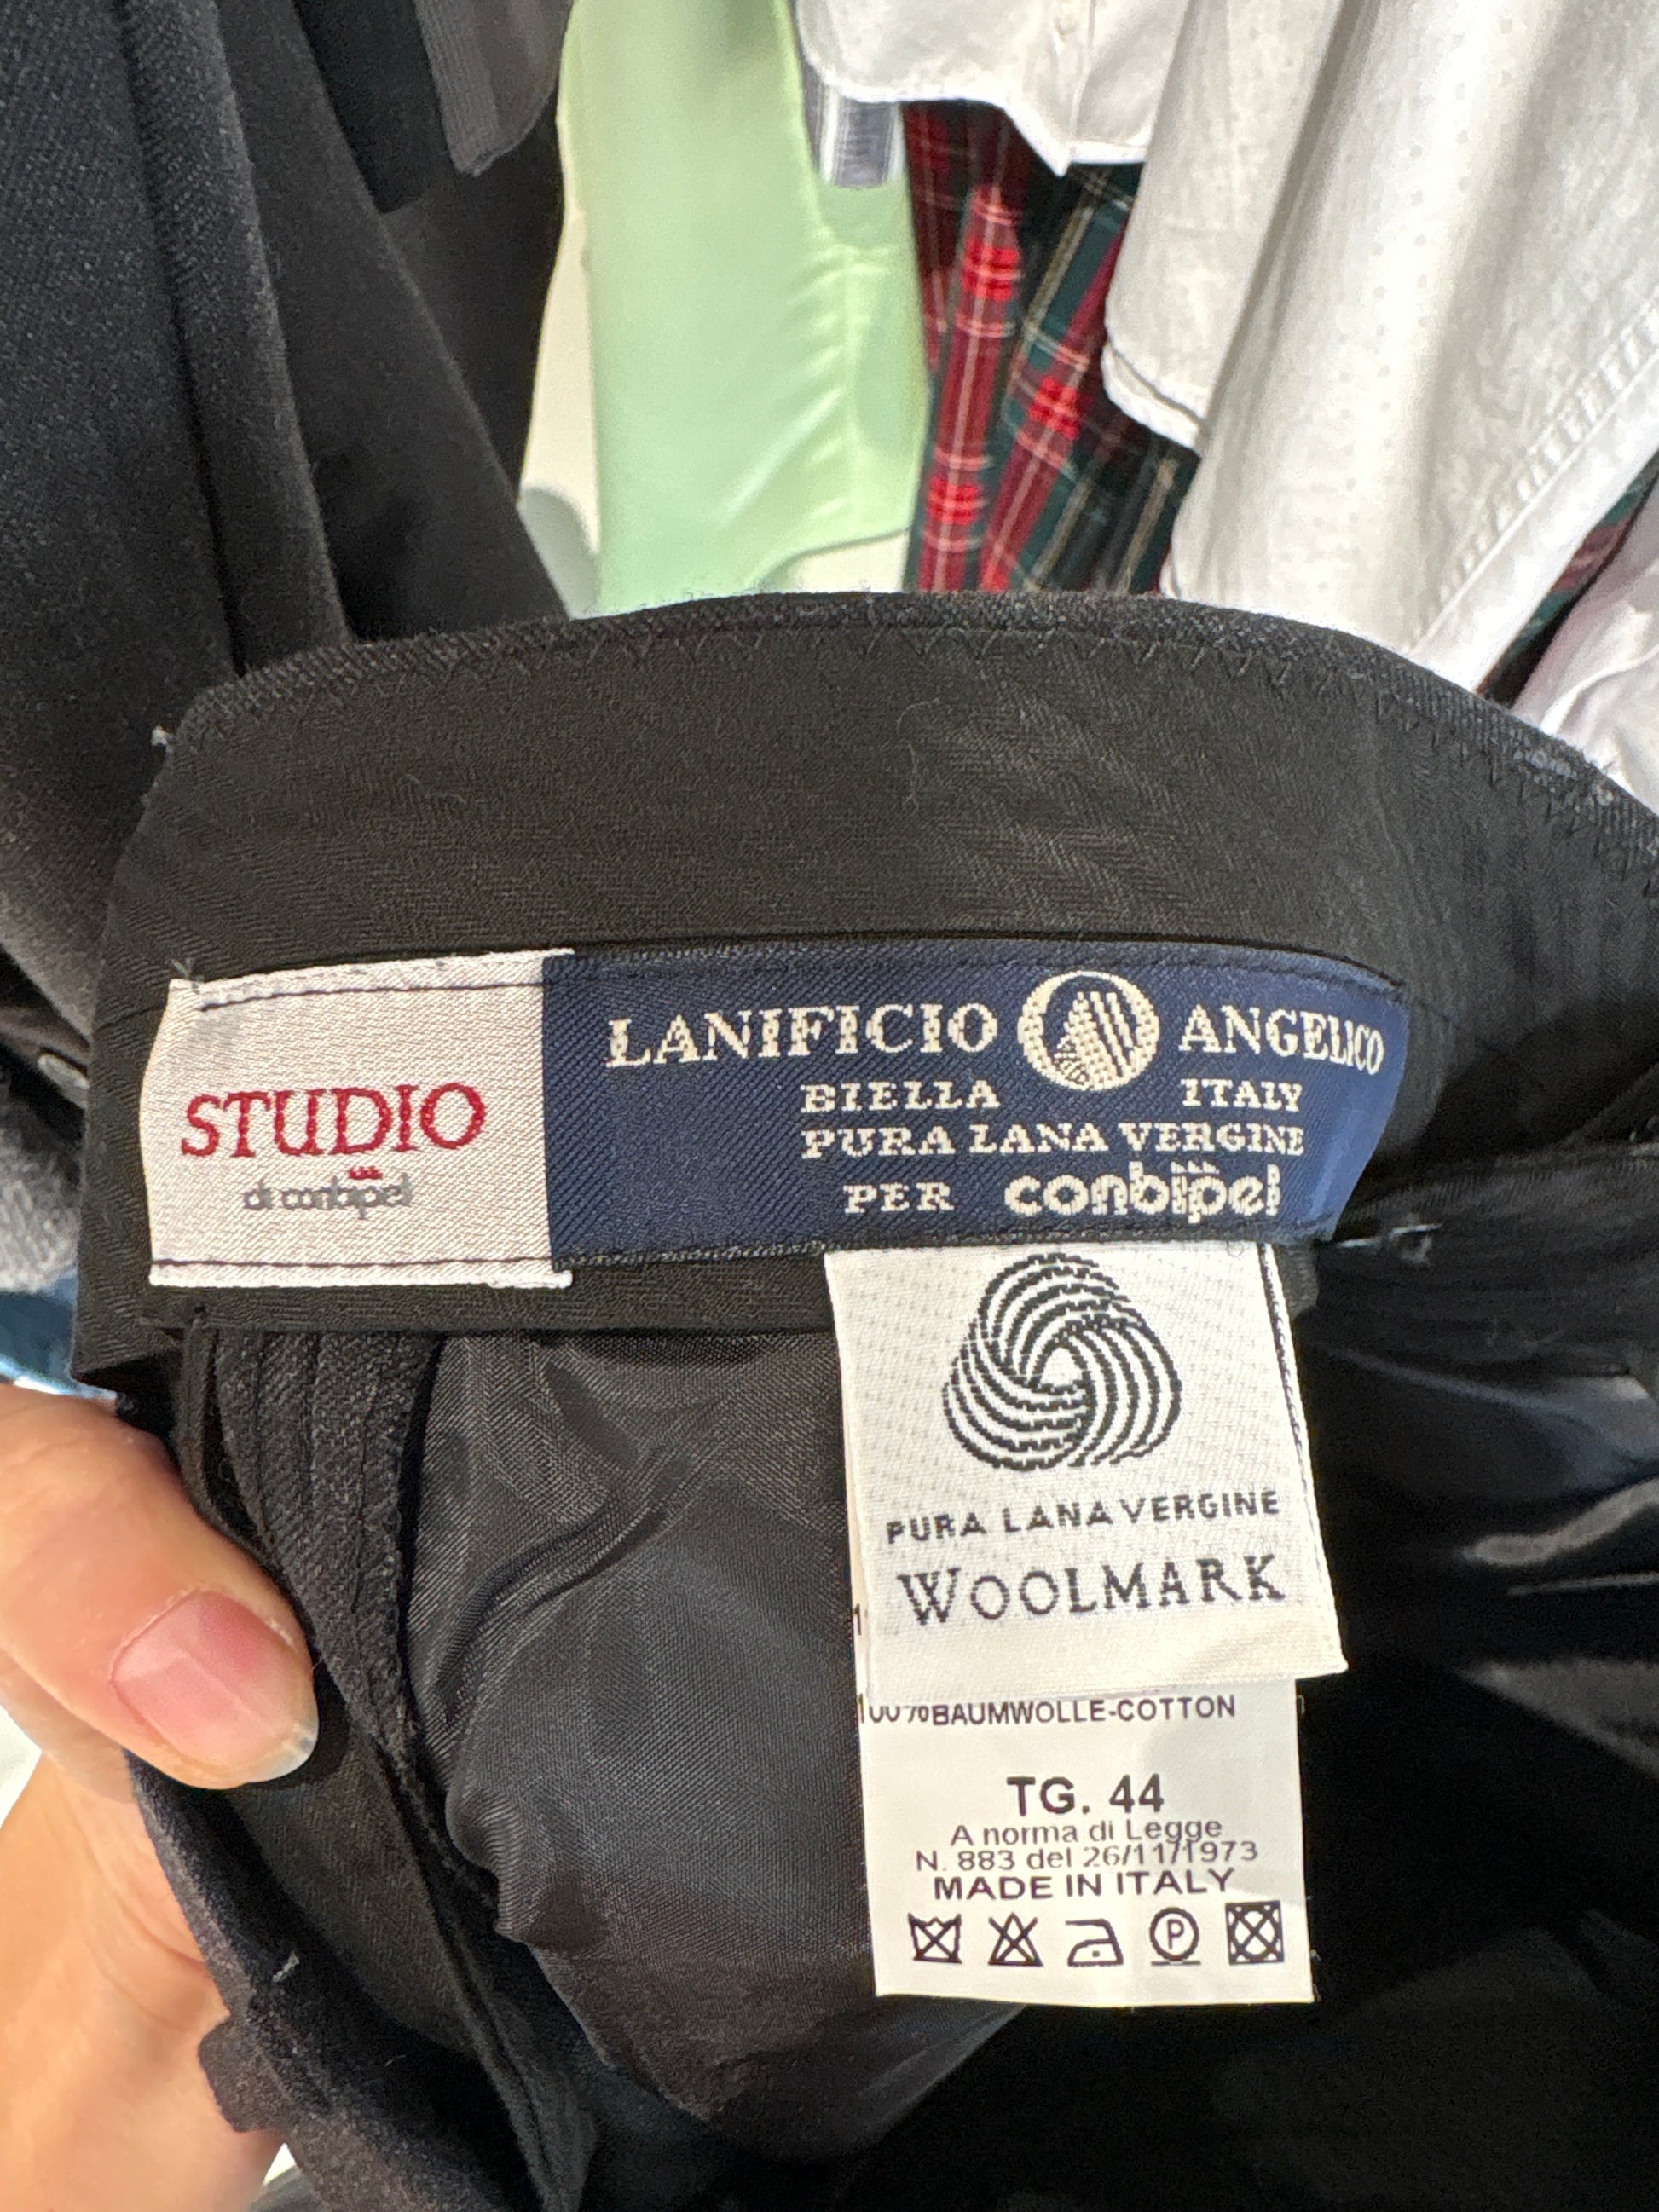 STUDIO
di conbipel
LANIFICIO ANGELICO
BIELLA ITALY
PURA LANA VERGINE
PER conbipel
PURA LANA VERGINE
WOOLMARK
100%BAUMWOLLE-COTTON
TG. 44
A norma di Legge
N. 883 del 26/11/1973
MADE IN ITALY
P